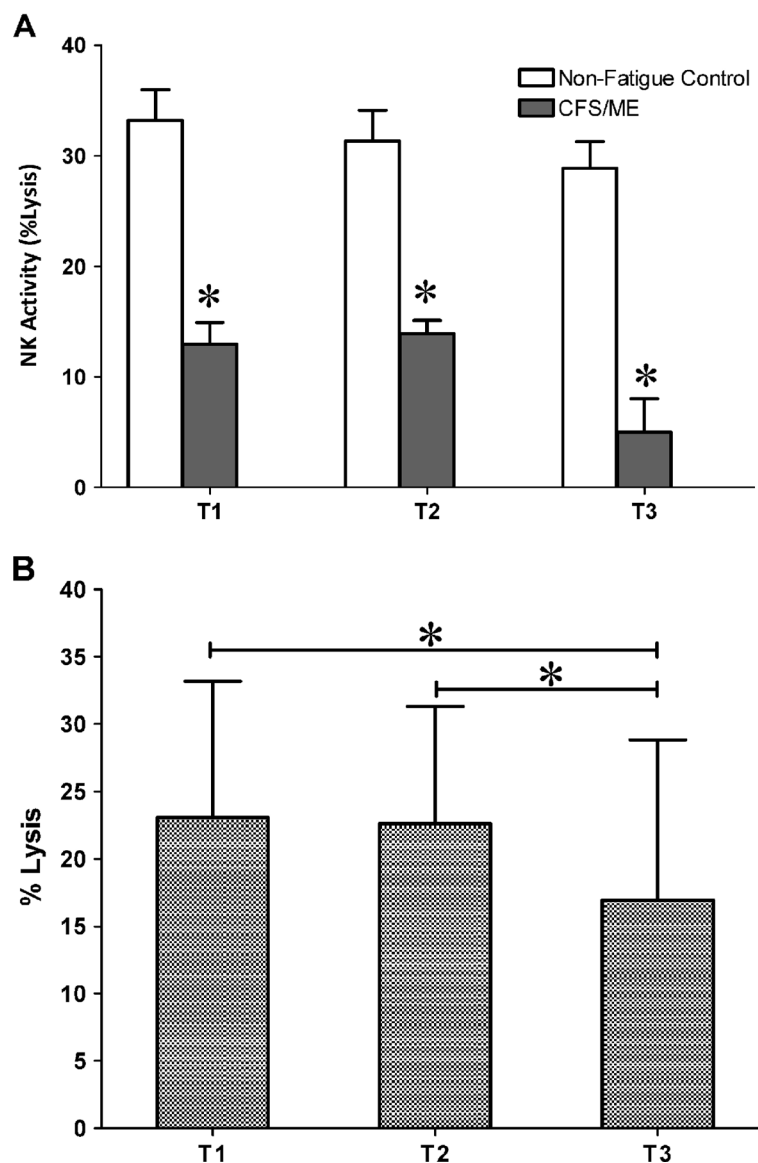 A
40
30
20
10
0
NK Activity (%Lysis)
Non-Fatigue Control
CFS/ME
*
*
*
T1
T2
T3
B
40
35
30
25
20
15
10
5
0
% Lysis
*
*
T1
T2
T3